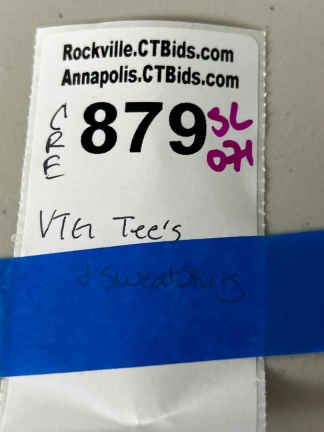 Rockville.CTBids.com
Annapolis.CTBids.com
CRE 879 SL 071
VTG Tee's
+ Sweatshirts